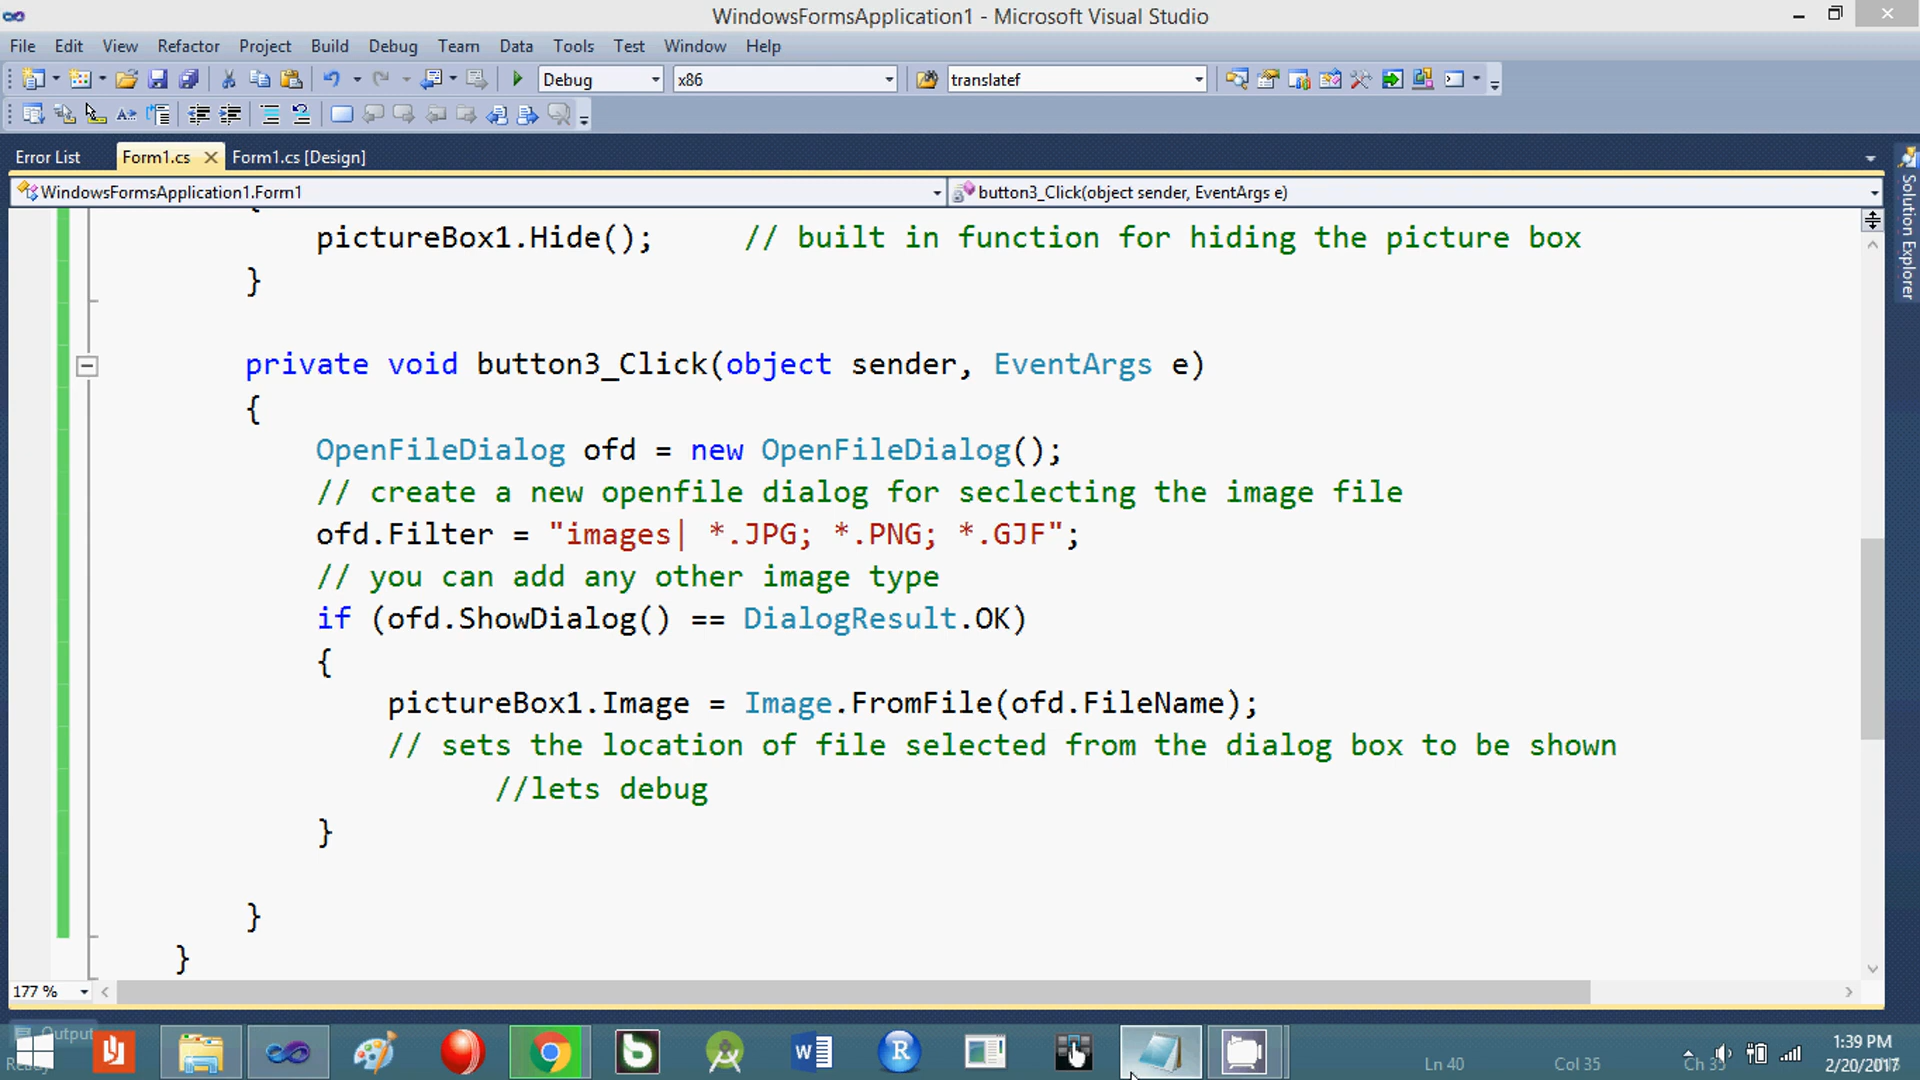 WindowsFormsApplication1 - Microsoft Visual Studio
File Edit View Refactor Project Build Debug Team Data Tools Test Window Help
Debug x86 translatef
Error List Form1.cs Form1.cs [Design]
WindowsFormsApplication1.Form1 button3_Click(object sender, EventArgs e)
Solution Explorer
{
pictureBox1.Hide(); // built in function for hiding the picture box
}
private void button3_Click(object sender, EventArgs e)
{
OpenFileDialog ofd = new OpenFileDialog();
// create a new openfile dialog for seclecting the image file
ofd.Filter = "images| *.JPG; *.PNG; *.GJF";
// you can add any other image type
if (ofd.ShowDialog() == DialogResult.OK)
{
pictureBox1.Image = Image.FromFile(ofd.FileName);
// sets the location of file selected from the dialog box to be shown
//lets debug
}
}
}
177 %
Output
Ready Ln 40 Col 35 Ch 35
1:39 PM
2/20/2017